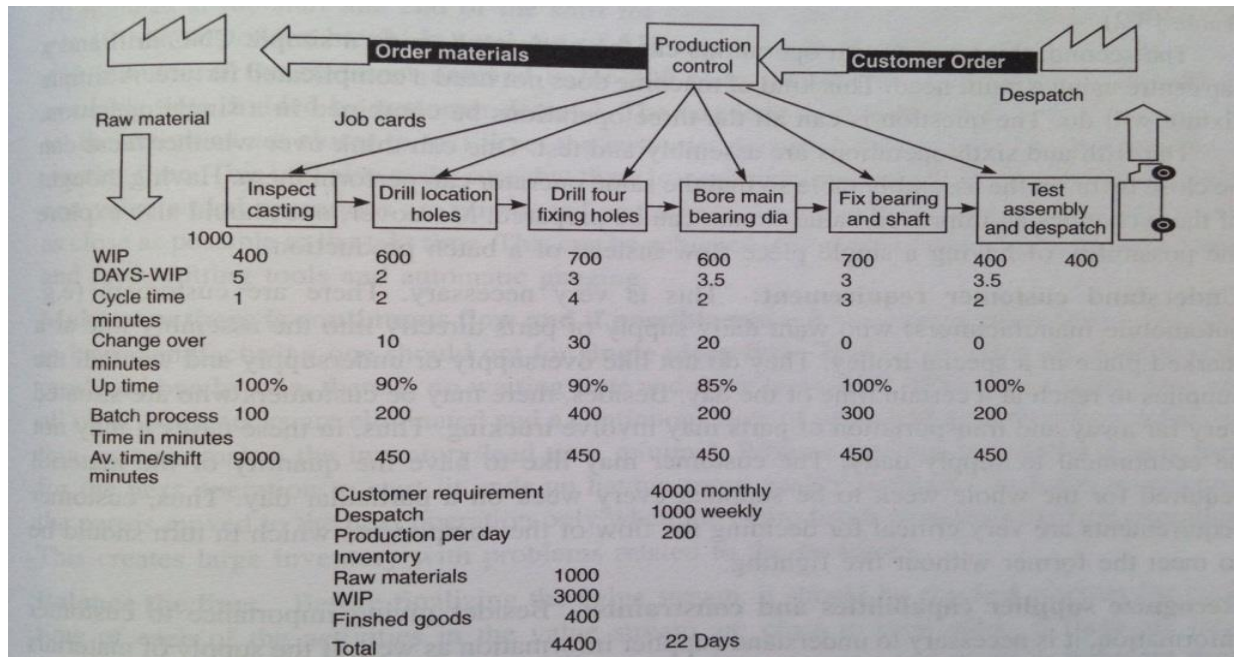 Order materials
Production
control
Customer Order
Despatch
Raw material
Job cards
Inspect
casting
Drill location
holes
Drill four
fixing holes
Bore main
bearing dia
Fix bearing
and shaft
Test
assembly
and despatch
1000
WIP 400 600 700 600 700 400 400
DAYS-WIP 5 2 3 3.5 3 3.5
Cycle time 1 2 4 2 3 2
minutes
Change over 10 30 20 0 0
minutes
Up time 100% 90% 90% 85% 100% 100%
Batch process 100 200 400 200 300 200
Time in minutes
Av. time/shift 9000 450 450 450 450 450
minutes
Customer requirement 4000 monthly
Despatch 1000 weekly
Production per day 200
Inventory
Raw materials 1000
WIP 3000
Finshed goods 400
Total 4400 22 Days